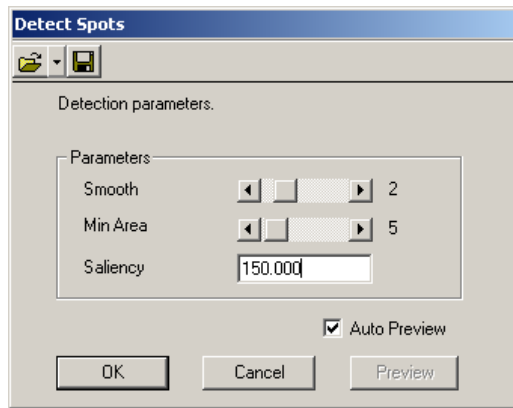 Detect Spots
Detection parameters.
Parameters
Smooth 2
Min Area 5
Saliency 150.000
Auto Preview
OK Cancel Preview